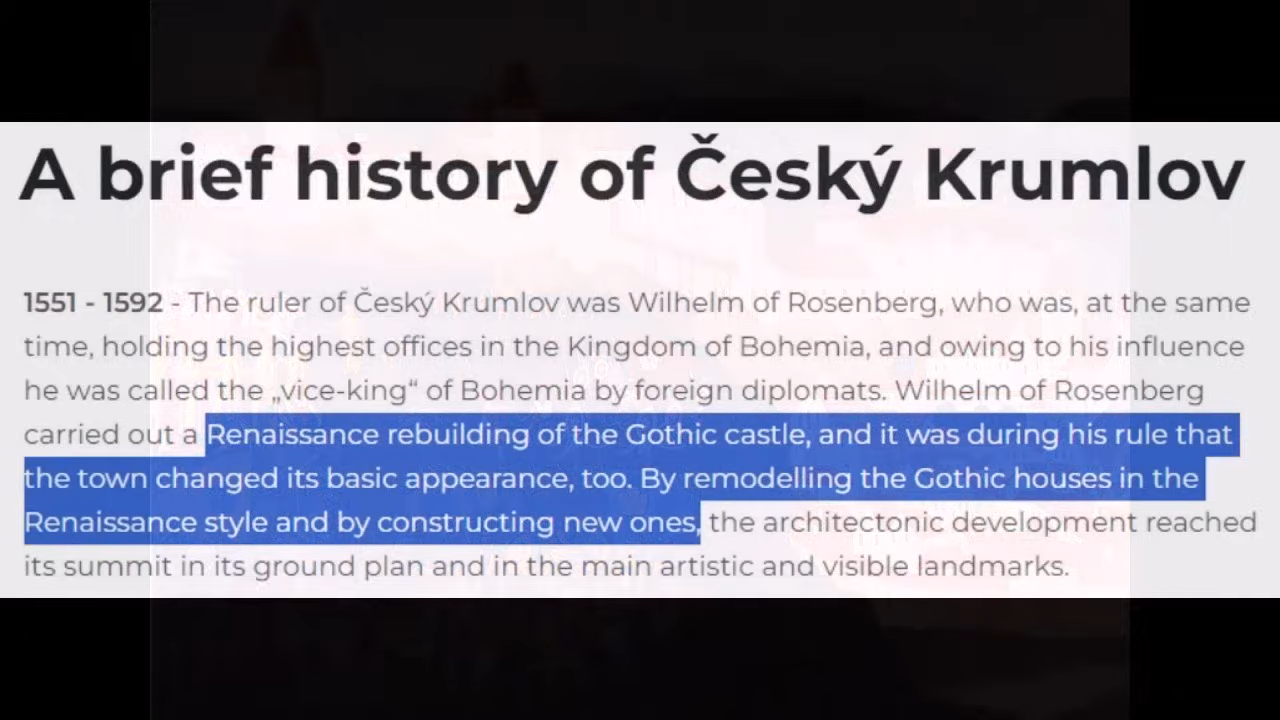 A brief history of Český Krumlov
1551 - 1592 - The ruler of Český Krumlov was Wilhelm of Rosenberg, who was, at the same
time, holding the highest offices in the Kingdom of Bohemia, and owing to his influence
he was called the „vice-king“ of Bohemia by foreign diplomats. Wilhelm of Rosenberg
carried out a Renaissance rebuilding of the Gothic castle, and it was during his rule that
the town changed its basic appearance, too. By remodelling the Gothic houses in the
Renaissance style and by constructing new ones, the architectonic development reached
its summit in its ground plan and in the main artistic and visible landmarks.